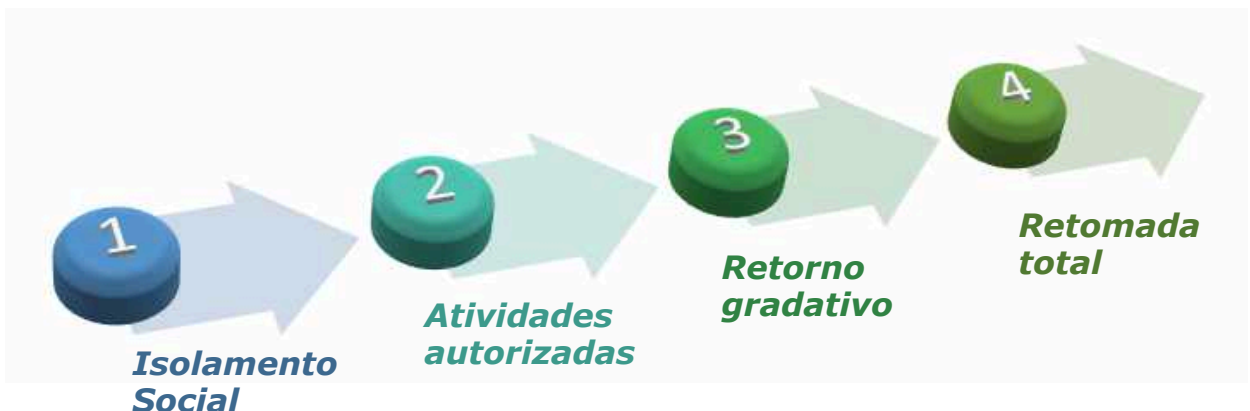 1
Isolamento
Social
2
Atividades
autorizadas
3
Retorno
gradativo
4
Retomada
total